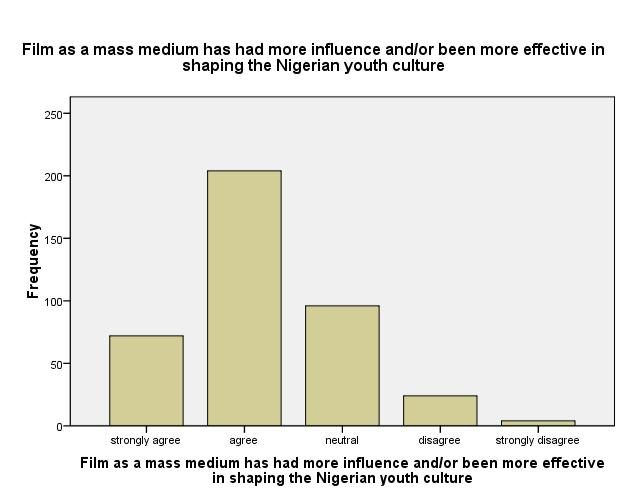 Film as a mass medium has had more influence and/or been more effective in
shaping the Nigerian youth culture
250
200
150
100
50
0
Frequency
strongly agree
agree
neutral
disagree
strongly disagree
Film as a mass medium has had more influence and/or been more effective
in shaping the Nigerian youth culture